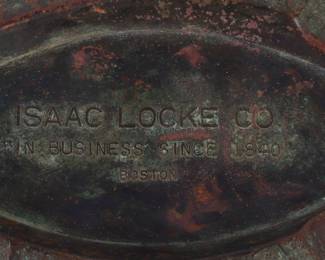 ISAAC LOCKE CO
IN BUSINESS SINCE 1840
BOSTON